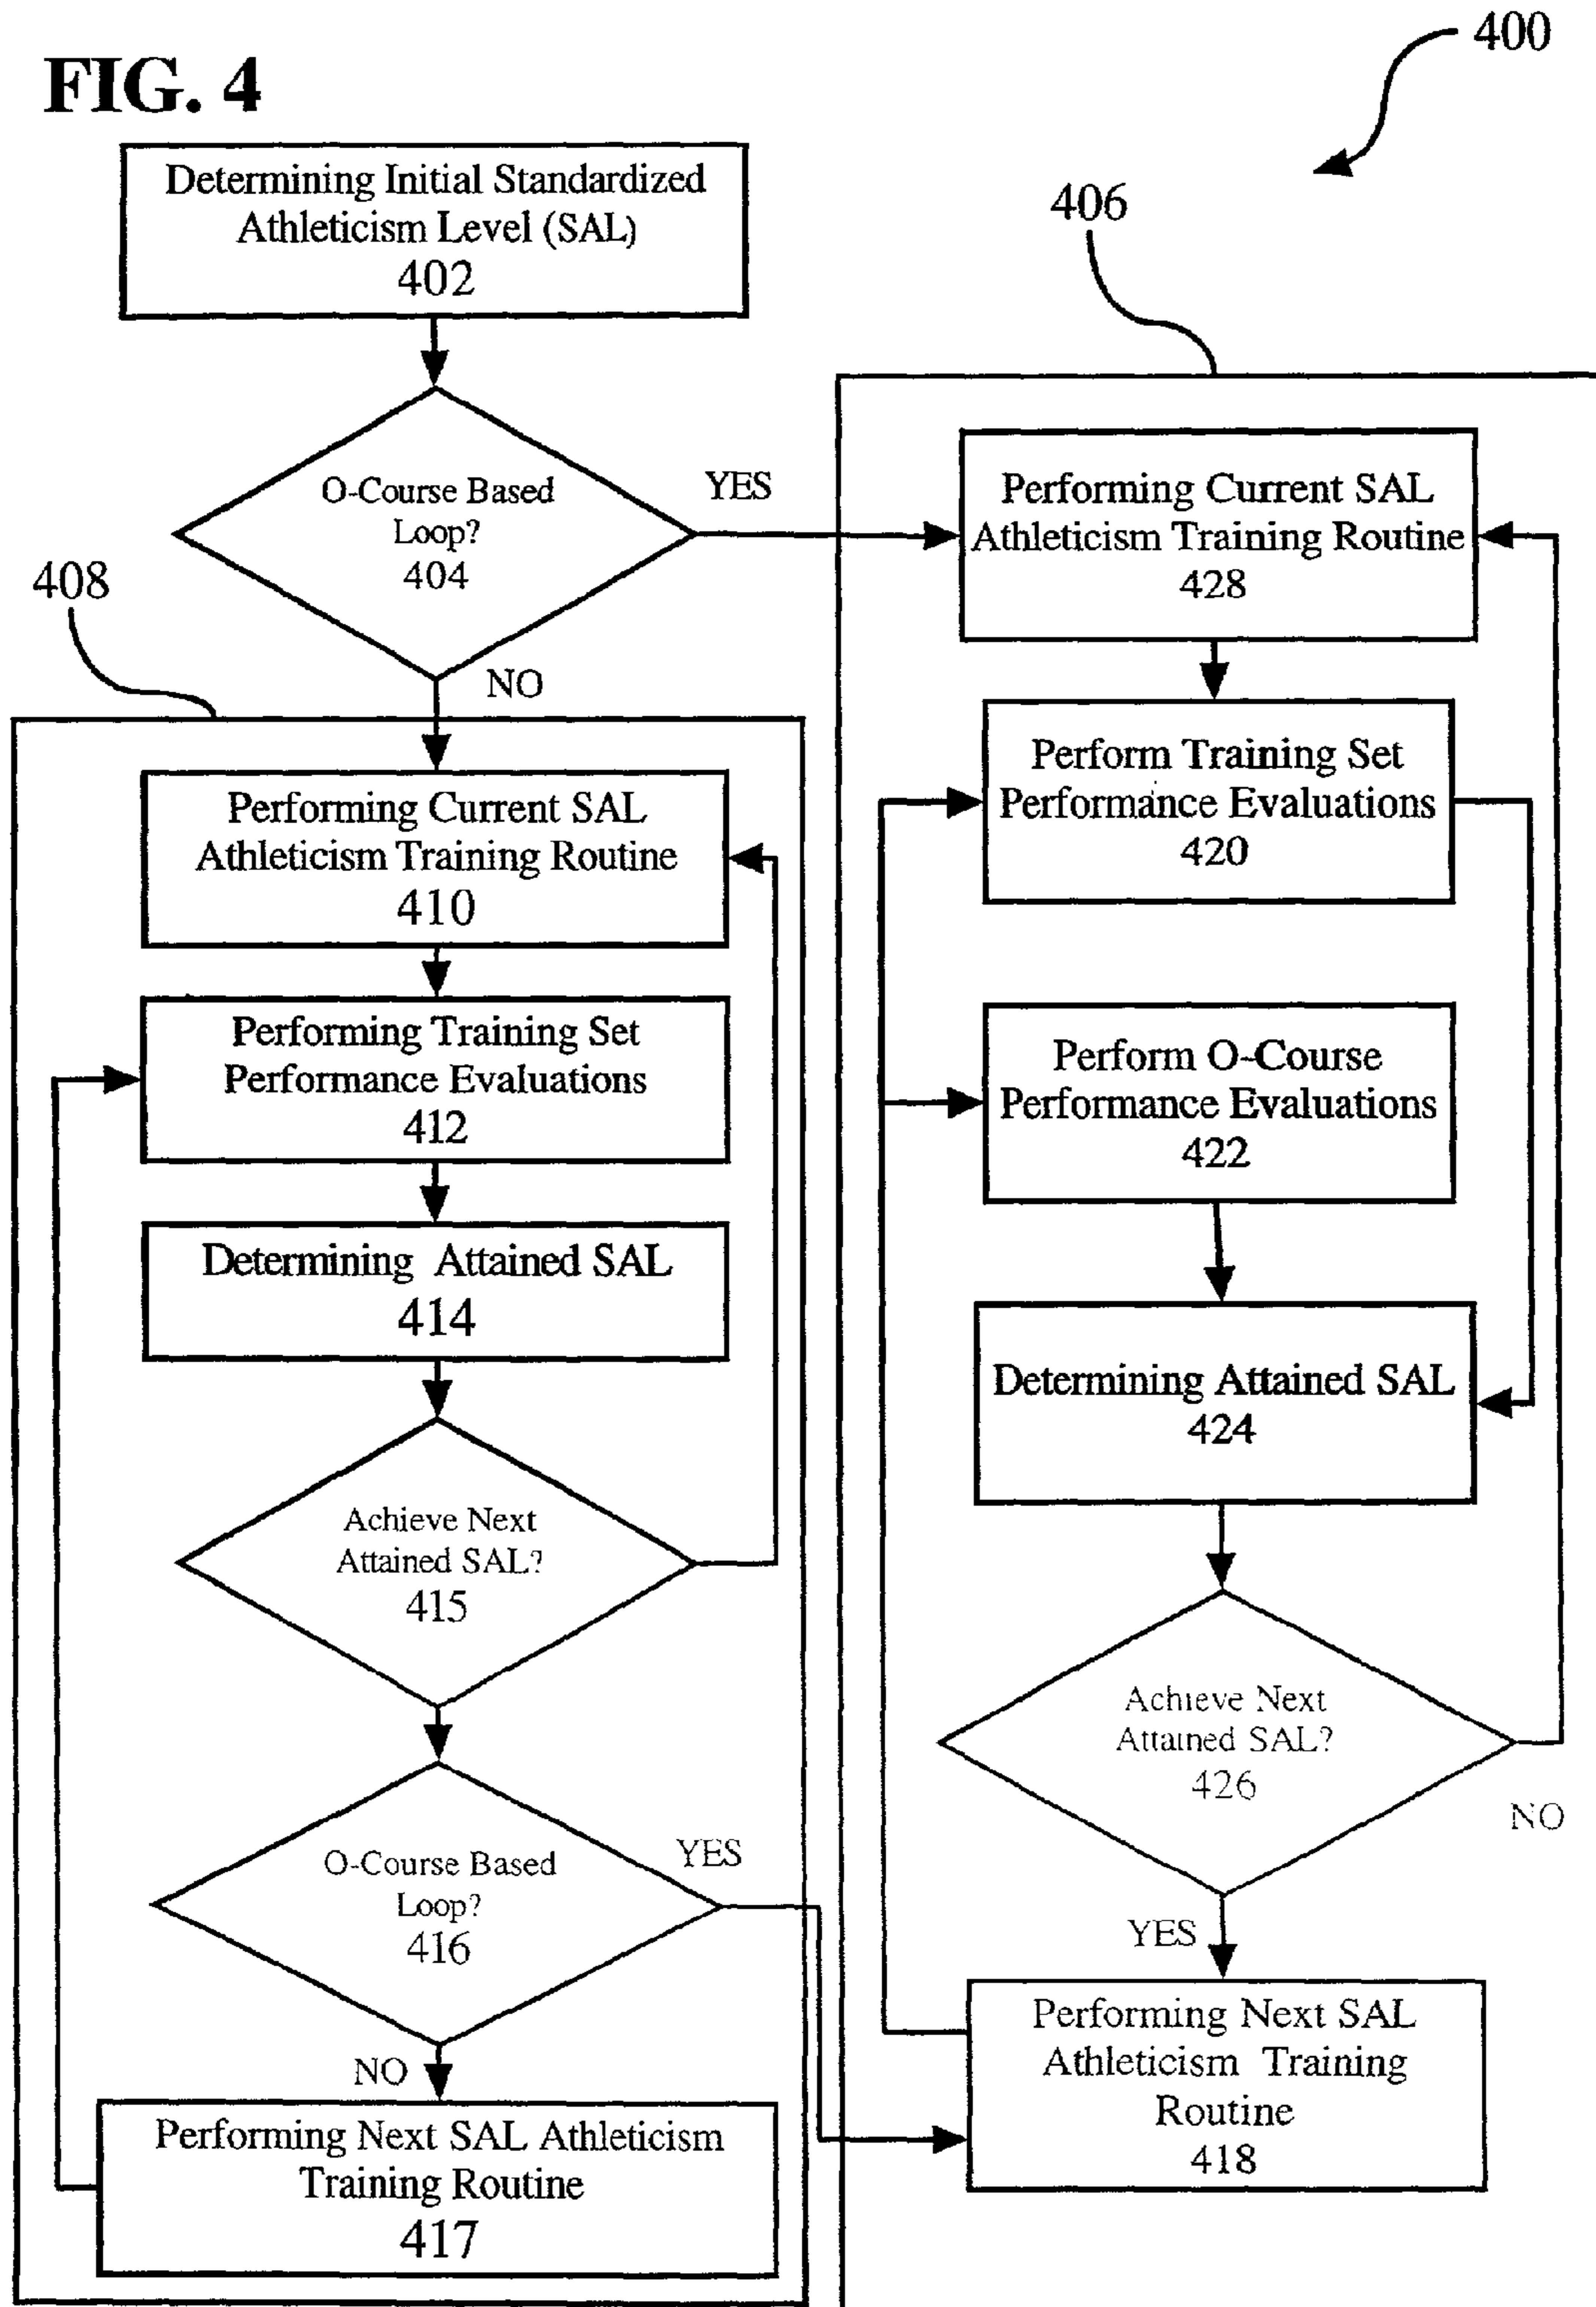 FIG. 4
400
Determining Initial Standardized
Athleticism Level (SAL)
402
406
O-Course Based
Loop?
404
YES
NO
408
Performing Current SAL
Athleticism Training Routine
410
Performing Training Set
Performance Evaluations
412
Determining Attained SAL
414
Achieve Next
Attained SAL?
415
O-Course Based
Loop?
416
YES
NO
Performing Next SAL Athleticism
Training Routine
417
Performing Current SAL
Athleticism Training Routine
428
Perform Training Set
Performance Evaluations
420
Perform O-Course
Performance Evaluations
422
Determining Attained SAL
424
Achieve Next
Attained SAL?
426
NO
YES
Performing Next SAL
Athleticism Training
Routine
418